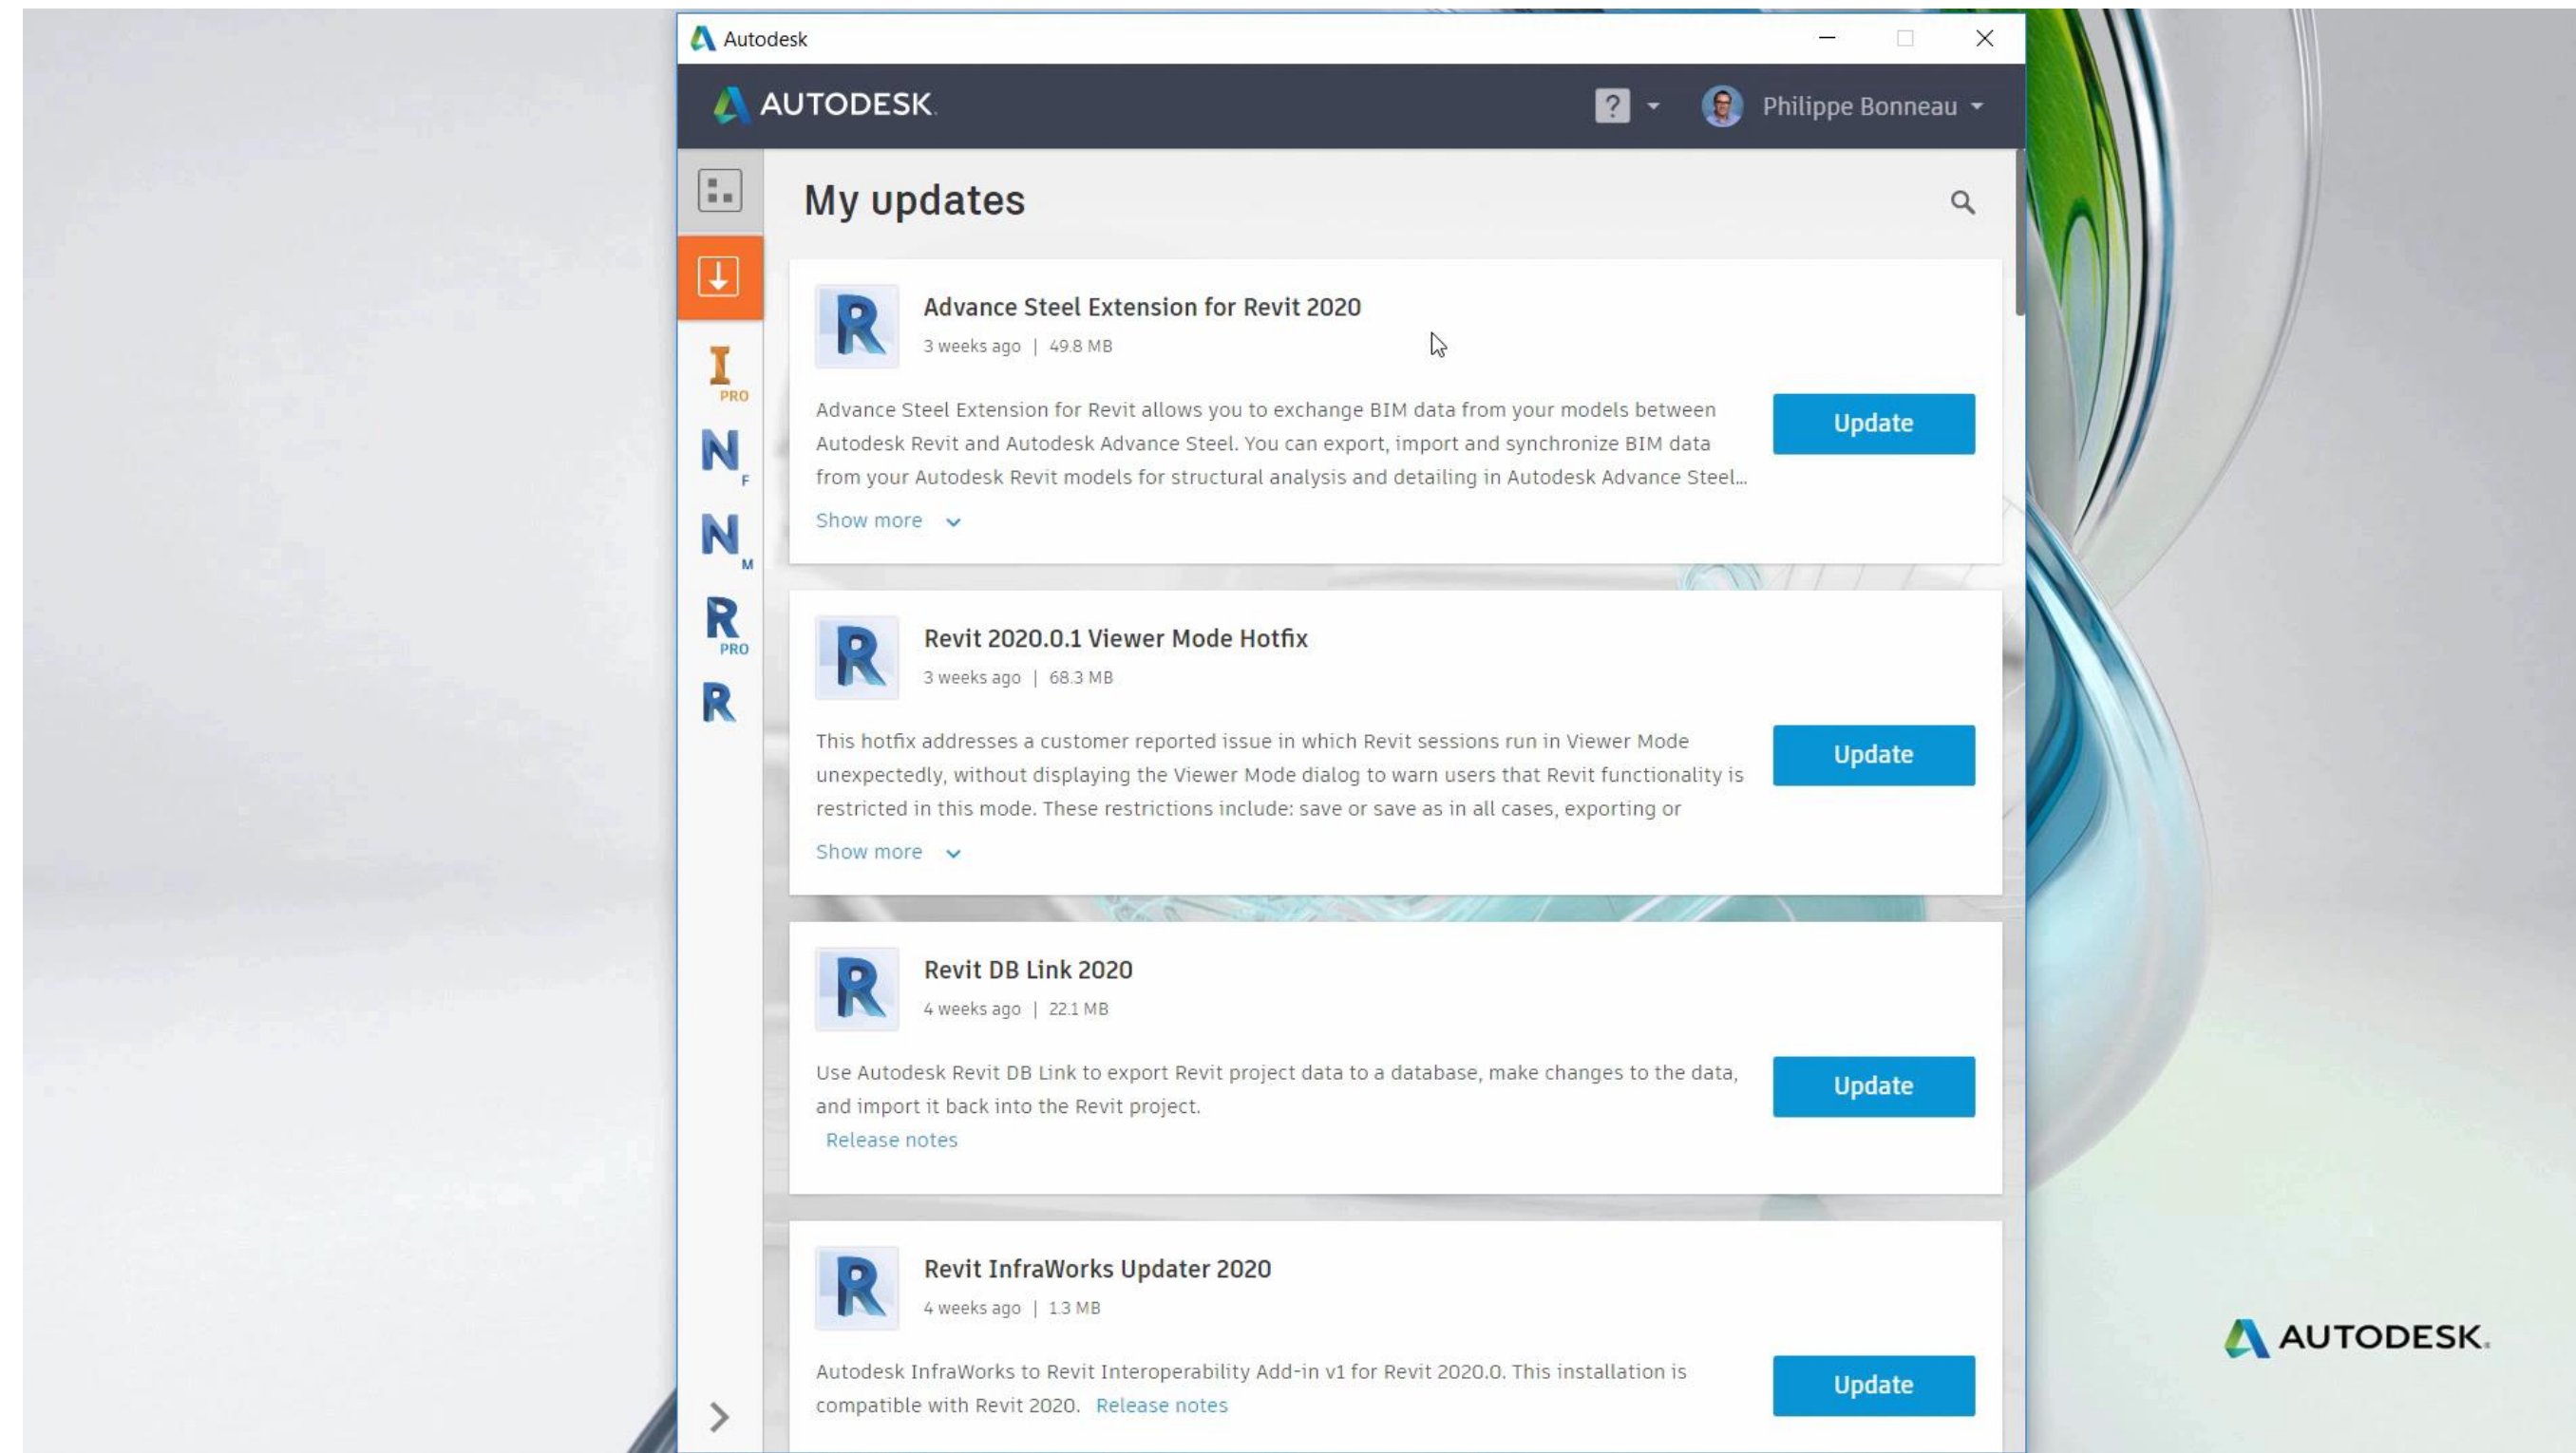 Autodesk
AUTODESK.
? Philippe Bonneau
My updates
Advance Steel Extension for Revit 2020
3 weeks ago | 49.8 MB
Advance Steel Extension for Revit allows you to exchange BIM data from your models between
Autodesk Revit and Autodesk Advance Steel. You can export, import and synchronize BIM data
from your Autodesk Revit models for structural analysis and detailing in Autodesk Advance Steel...
Update
Show more
I PRO
N F
N M
R PRO
R
Revit 2020.0.1 Viewer Mode Hotfix
3 weeks ago | 68.3 MB
This hotfix addresses a customer reported issue in which Revit sessions run in Viewer Mode
unexpectedly, without displaying the Viewer Mode dialog to warn users that Revit functionality is
restricted in this mode. These restrictions include: save or save as in all cases, exporting or
Update
Show more
Revit DB Link 2020
4 weeks ago | 22.1 MB
Use Autodesk Revit DB Link to export Revit project data to a database, make changes to the data,
and import it back into the Revit project.
Release notes
Update
Revit InfraWorks Updater 2020
4 weeks ago | 1.3 MB
Autodesk InfraWorks to Revit Interoperability Add-in v1 for Revit 2020.0. This installation is
compatible with Revit 2020. Release notes
Update
AUTODESK.